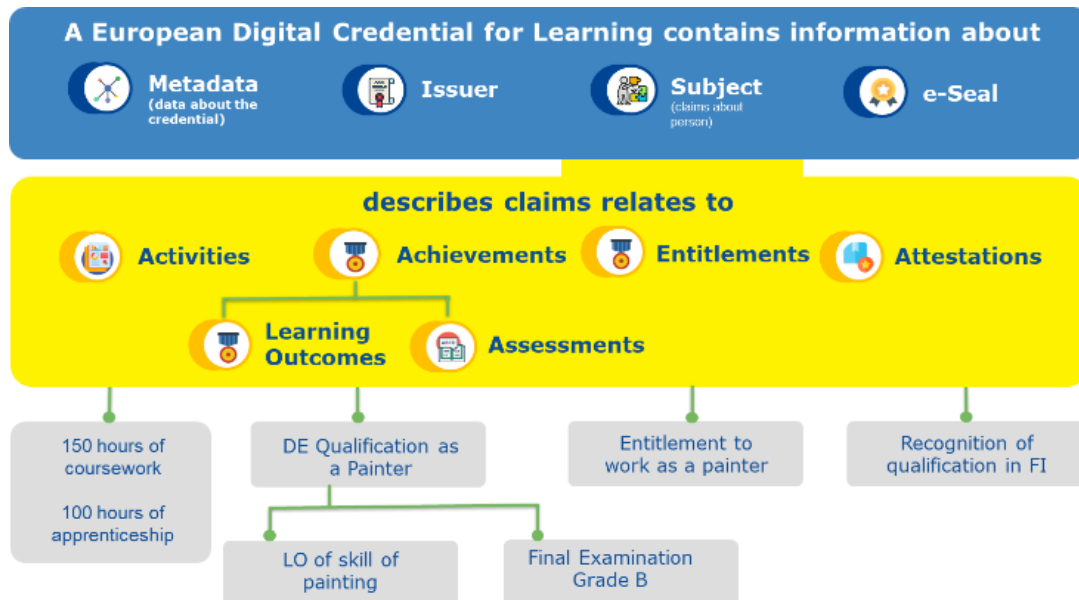 A European Digital Credential for Learning contains information about
Metadata
(data about the
credential)
Issuer
Subject
(claims about
person)
e-Seal
describes claims relates to
Activities
Achievements
Entitlements
Attestations
Learning
Outcomes
Assessments
150 hours of
coursework
100 hours of
apprenticeship
DE Qualification as
a Painter
Entitlement to
work as a painter
Recognition of
qualification in FI
LO of skill of
painting
Final Examination
Grade B